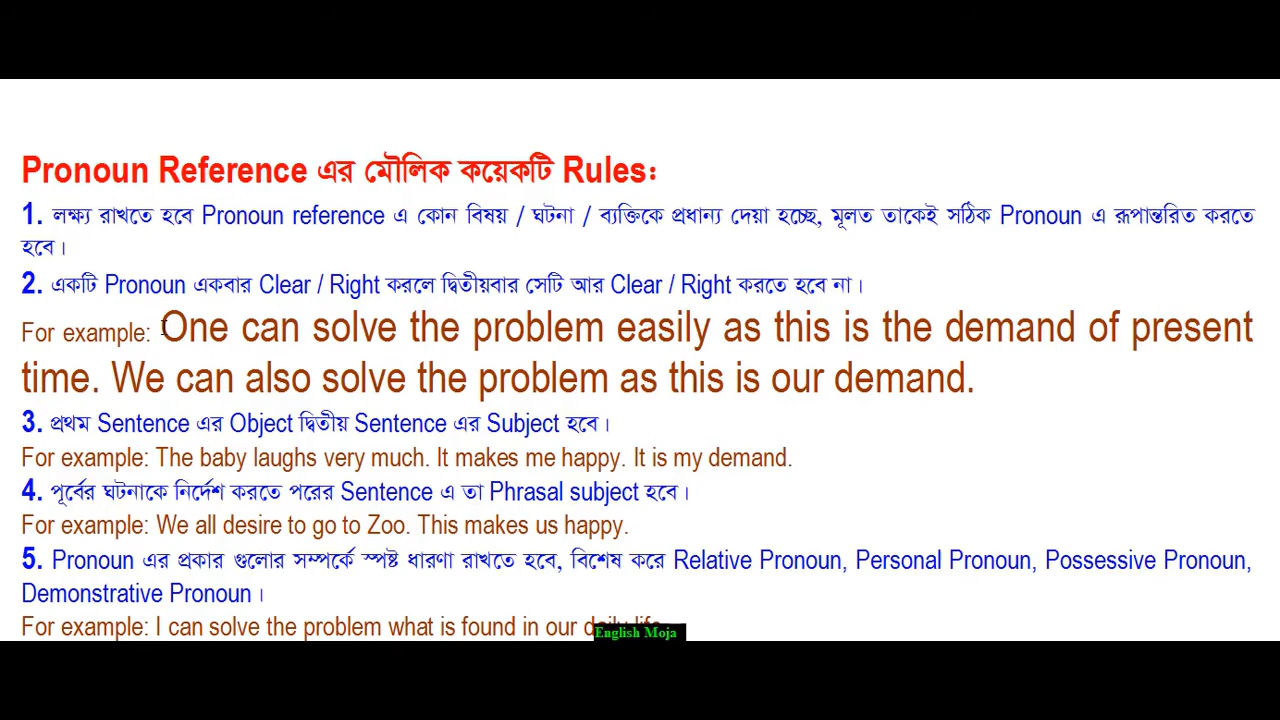 Pronoun Reference এর মৌলিক কয়েকটি Rules:
1. লক্ষ্য রাখতে হবে Pronoun reference এ কোন বিষয় / ঘটনা / ব্যক্তিকে প্রধান্য দেয়া হচ্ছে, মূলত তাকেই সঠিক Pronoun এ রূপান্তরিত করতে
হবে।
2. একটি Pronoun একবার Clear / Right করলে দ্বিতীয়বার সেটি আর Clear / Right করতে হবে না।
For example: One can solve the problem easily as this is the demand of present
time. We can also solve the problem as this is our demand.
3. প্রথম Sentence এর Object দ্বিতীয় Sentence এর Subject হবে।
For example: The baby laughs very much. It makes me happy. It is my demand.
4. পূর্বের ঘটনাকে নির্দেশ করতে পরের Sentence এ তা Phrasal subject হবে।
For example: We all desire to go to Zoo. This makes us happy.
5. Pronoun এর প্রকার গুলোর সম্পর্কে স্পষ্ট ধারণা রাখতে হবে, বিশেষ করে Relative Pronoun, Personal Pronoun, Possessive Pronoun,
Demonstrative Pronoun।
For example: I can solve the problem what is found in our daily life.
English Moja